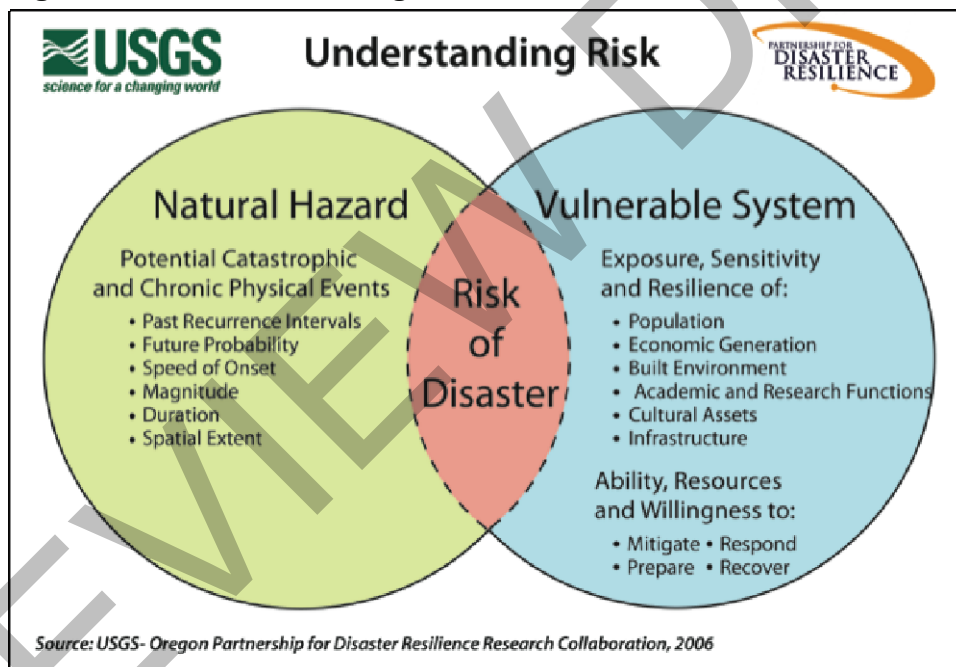 USGS
science for a changing world
Understanding Risk
PARTNERSHIP FOR
DISASTER
RESILIENCE
Natural Hazard
Potential Catastrophic
and Chronic Physical Events
• Past Recurrence Intervals
• Future Probability
• Speed of Onset
• Magnitude
• Duration
• Spatial Extent
Risk
of
Disaster
Vulnerable System
Exposure, Sensitivity
and Resilience of:
• Population
• Economic Generation
• Built Environment
• Academic and Research Functions
• Cultural Assets
• Infrastructure
Ability, Resources
and Willingness to:
• Mitigate • Respond
• Prepare • Recover
Source: USGS- Oregon Partnership for Disaster Resilience Research Collaboration, 2006